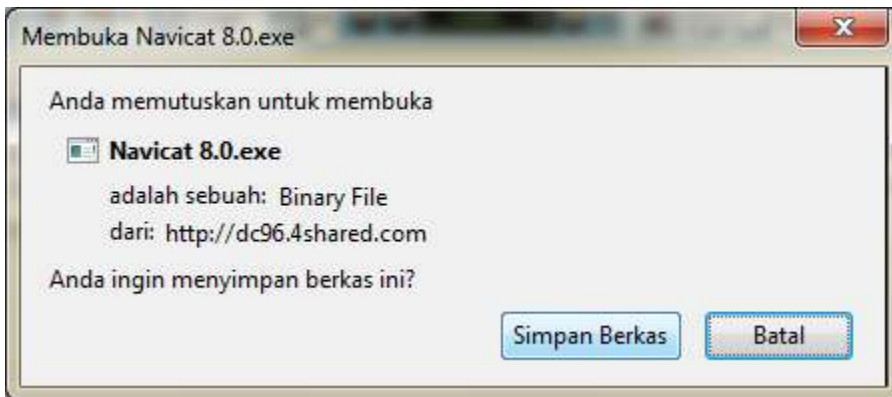 Membuka Navicat 8.0.exe
Anda memutuskan untuk membuka
Navicat 8.0.exe
adalah sebuah: Binary File
dari: http://dc96.4shared.com
Anda ingin menyimpan berkas ini?
Simpan Berkas Batal